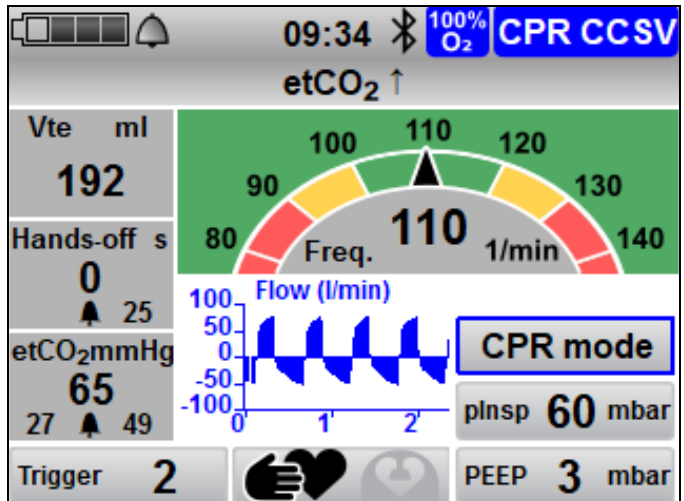 09:34
100%
O₂
CPR CCSV
etCO₂ ↑
Vte ml
192
Hands-off s
0
25
etCO₂mmHg
65
27 49
80 90 100 110 120 130 140
Freq. 110 1/min
Flow (l/min)
100
50
0
-50
-100
0 1' 2'
CPR mode
pInsp 60 mbar
Trigger 2
PEEP 3 mbar